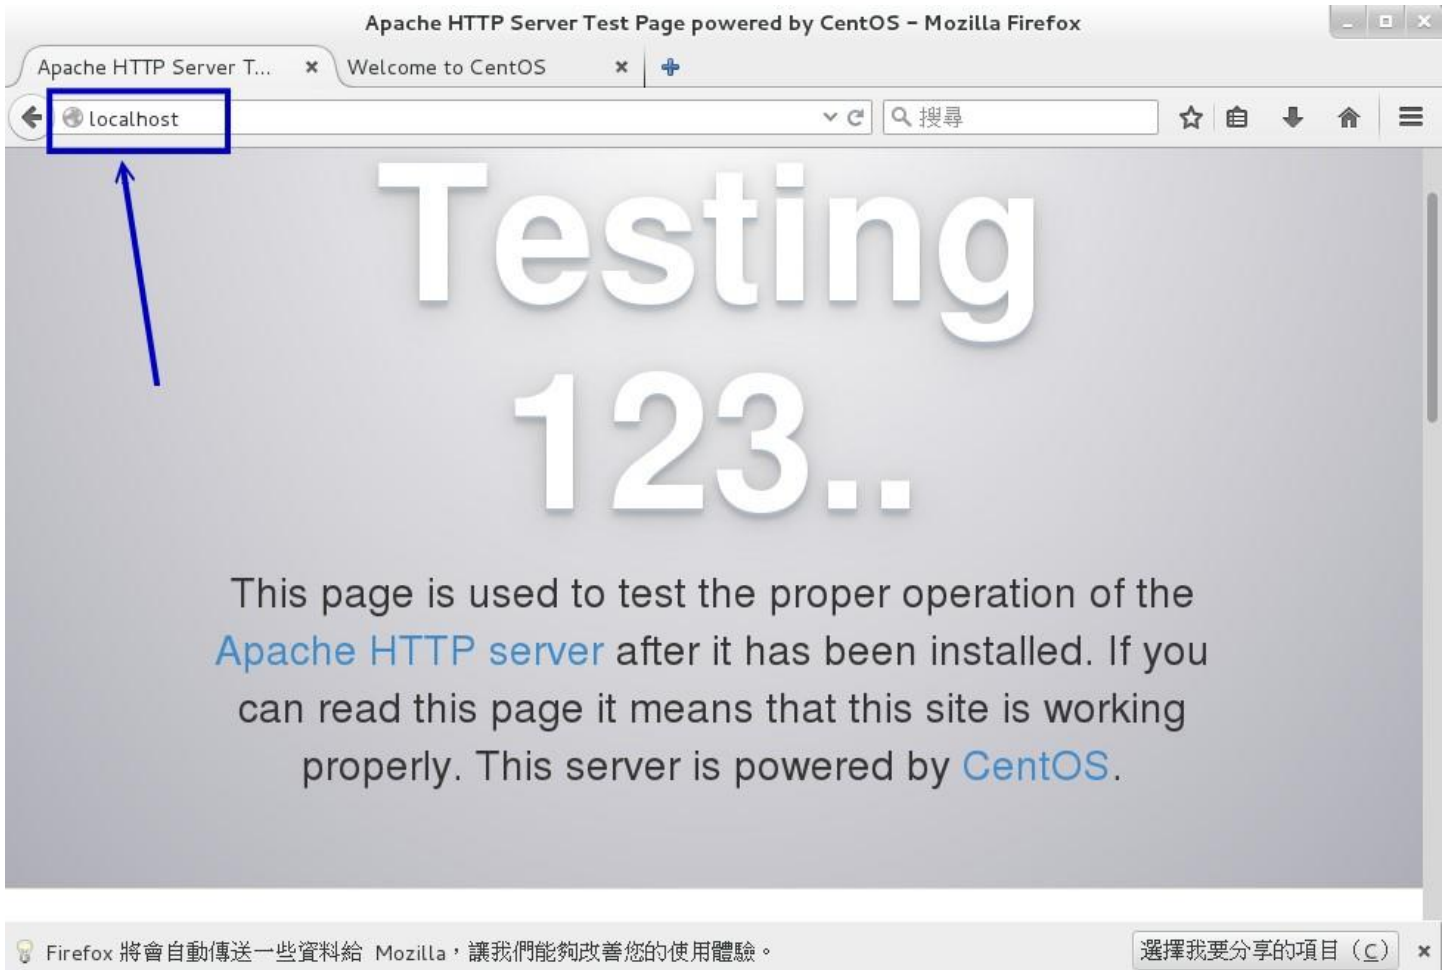 Apache HTTP Server Test Page powered by CentOS – Mozilla Firefox
Apache HTTP Server T...
Welcome to CentOS
localhost
搜尋
Testing
123..
This page is used to test the proper operation of the
Apache HTTP server after it has been installed. If you
can read this page it means that this site is working
properly. This server is powered by CentOS.
Firefox 將會自動傳送一些資料給 Mozilla，讓我們能夠改善您的使用體驗。
選擇我要分享的項目（C）